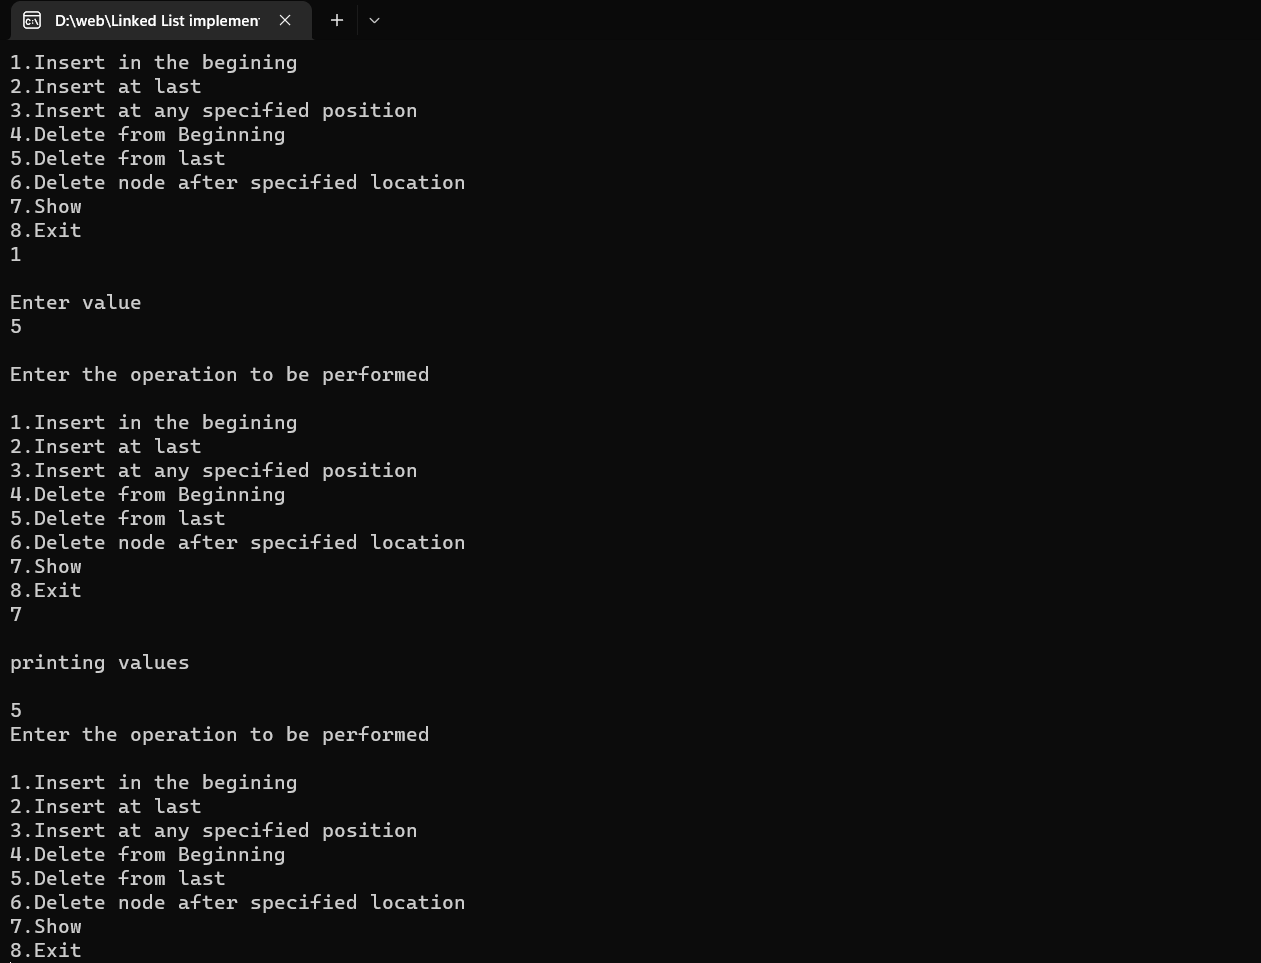 D:\web\Linked List implemen
1.Insert in the begining
2.Insert at last
3.Insert at any specified position
4.Delete from Beginning
5.Delete from last
6.Delete node after specified location
7.Show
8.Exit
1
Enter value
5
Enter the operation to be performed
1.Insert in the begining
2.Insert at last
3.Insert at any specified position
4.Delete from Beginning
5.Delete from last
6.Delete node after specified location
7.Show
8.Exit
7
printing values
5
Enter the operation to be performed
1.Insert in the begining
2.Insert at last
3.Insert at any specified position
4.Delete from Beginning
5.Delete from last
6.Delete node after specified location
7.Show
8.Exit